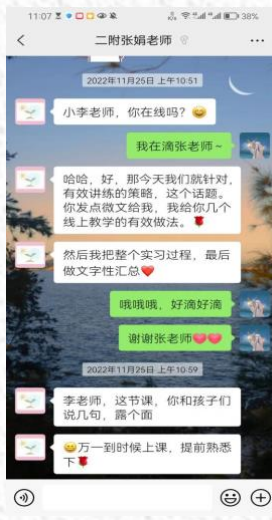 11:07
38%
二附张娟老师
2022年11月25日 上午10:51
小李老师，你在线吗？
我在滴张老师~
哈哈，好，那今天我们就针对，
有效讲练的策略，这个话题。
你发点微文给我，我给你几个
线上教学的有效做法。
然后我把整个实习过程，最后
做文字性汇总
哦哦哦，好滴好滴
谢谢张老师
2022年11月26日 上午10:59
李老师，这节课，你和孩子们
说几句，露个面
万一到时候上课，提前熟悉
下